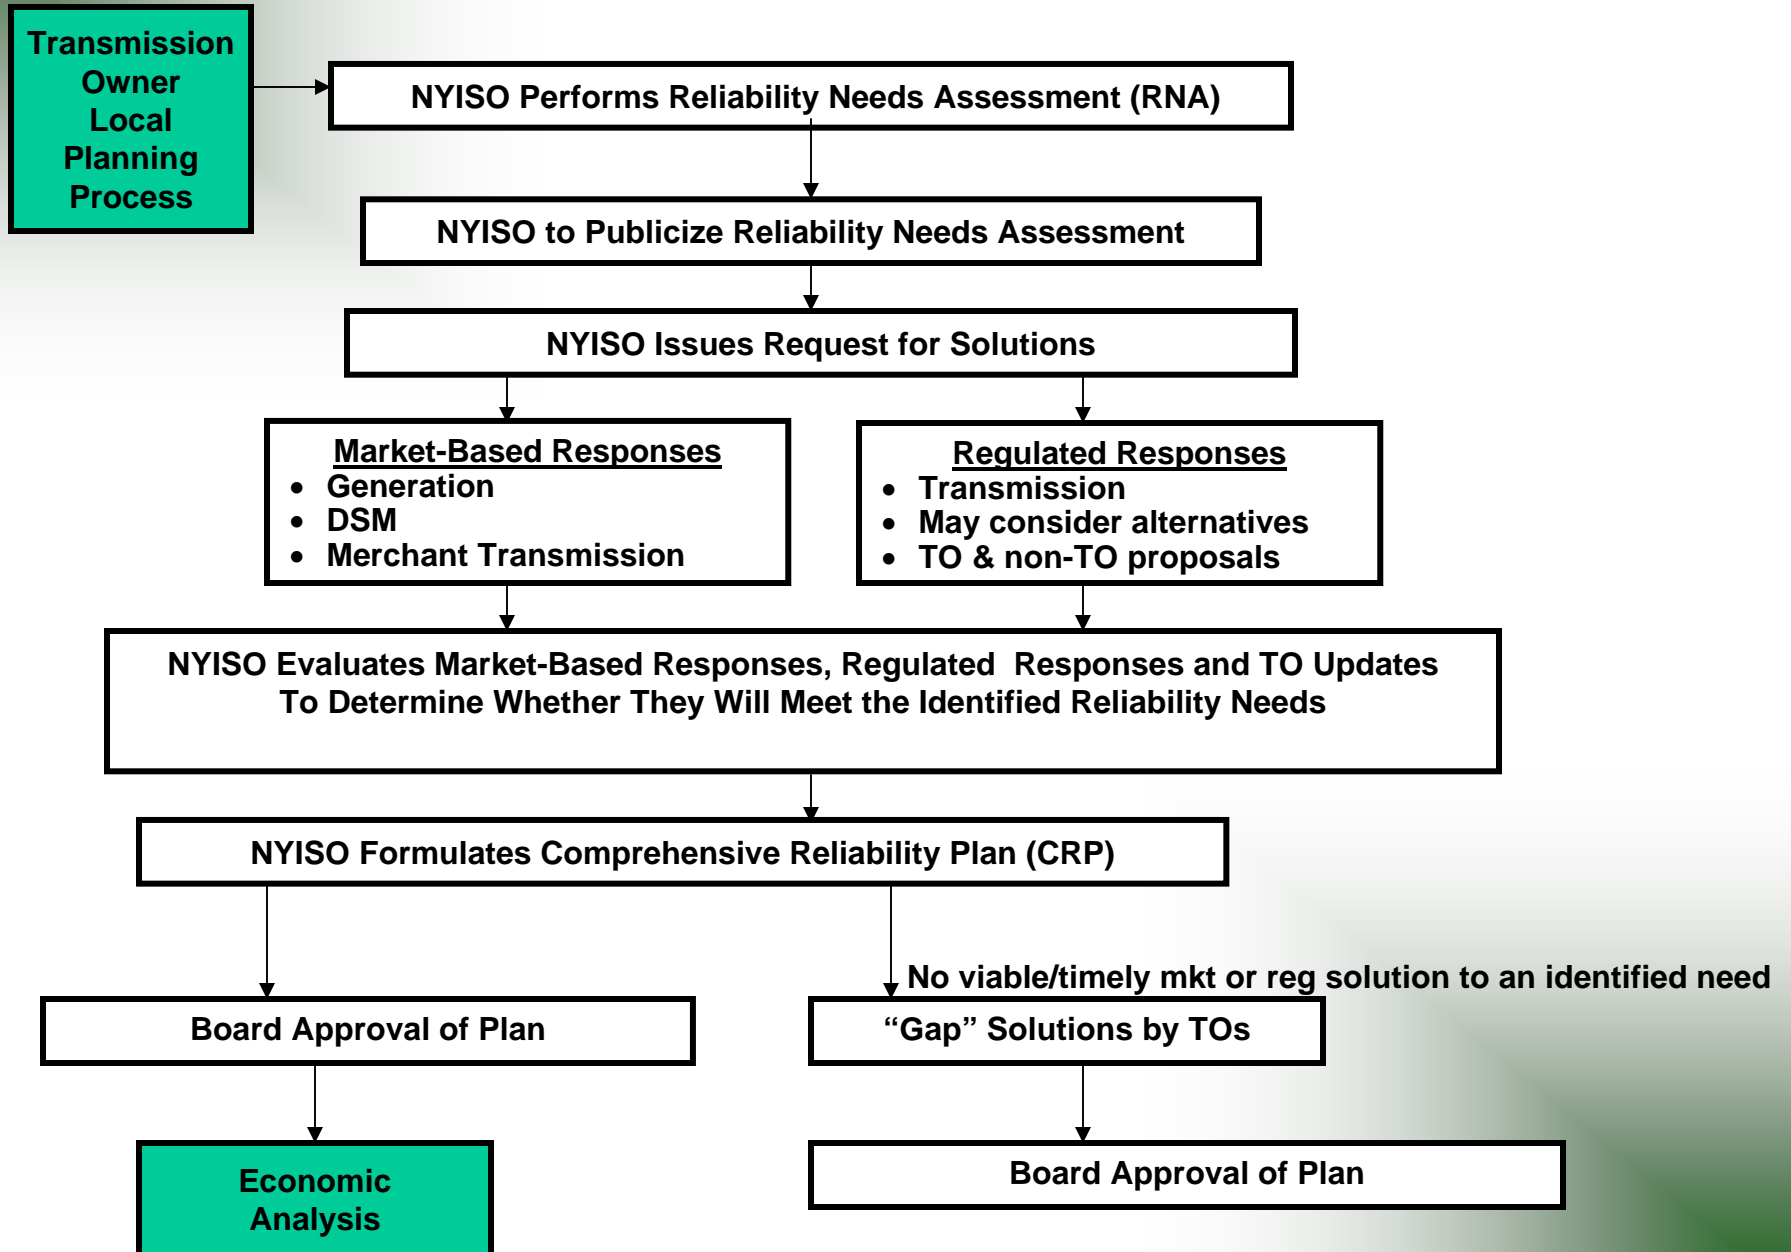 Transmission
Owner
Local
Planning
Process
NYISO Performs Reliability Needs Assessment (RNA)
NYISO to Publicize Reliability Needs Assessment
NYISO Issues Request for Solutions
Market-Based Responses
• Generation
• DSM
• Merchant Transmission
Regulated Responses
• Transmission
• May consider alternatives
• TO & non-TO proposals
NYISO Evaluates Market-Based Responses, Regulated  Responses and TO Updates
To Determine Whether They Will Meet the Identified Reliability Needs
NYISO Formulates Comprehensive Reliability Plan (CRP)
No viable/timely mkt or reg solution to an identified need
Board Approval of Plan
“Gap” Solutions by TOs
Economic
Analysis
Board Approval of Plan